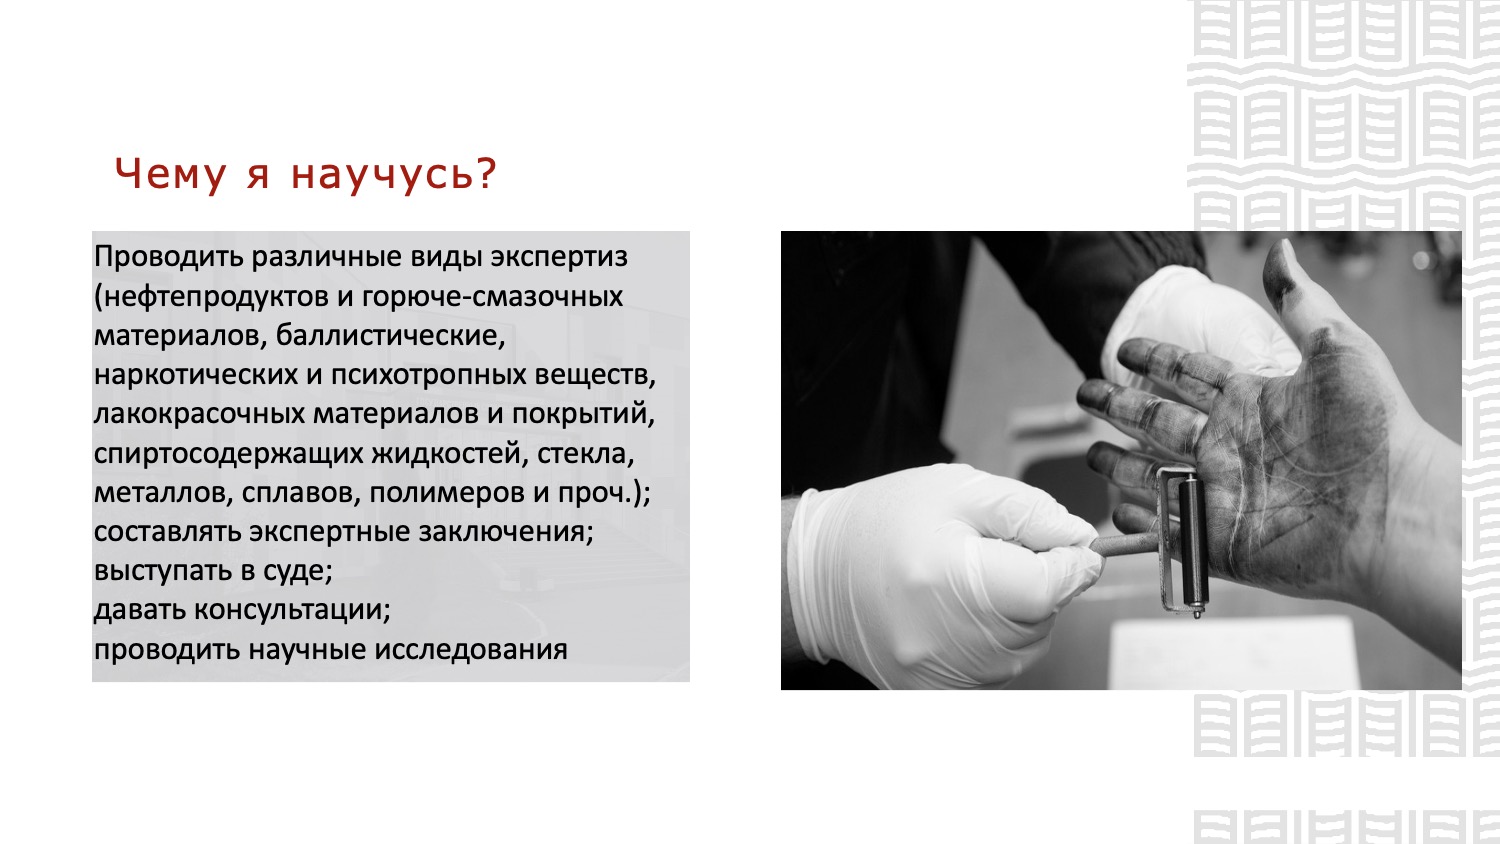 Чему я научусь?
Проводить различные виды экспертиз
(нефтепродуктов и горюче-смазочных
материалов, баллистические,
наркотических и психотропных веществ,
лакокрасочных материалов и покрытий,
спиртосодержащих жидкостей, стекла,
металлов, сплавов, полимеров и проч.);
составлять экспертные заключения;
выступать в суде;
давать консультации;
проводить научные исследования